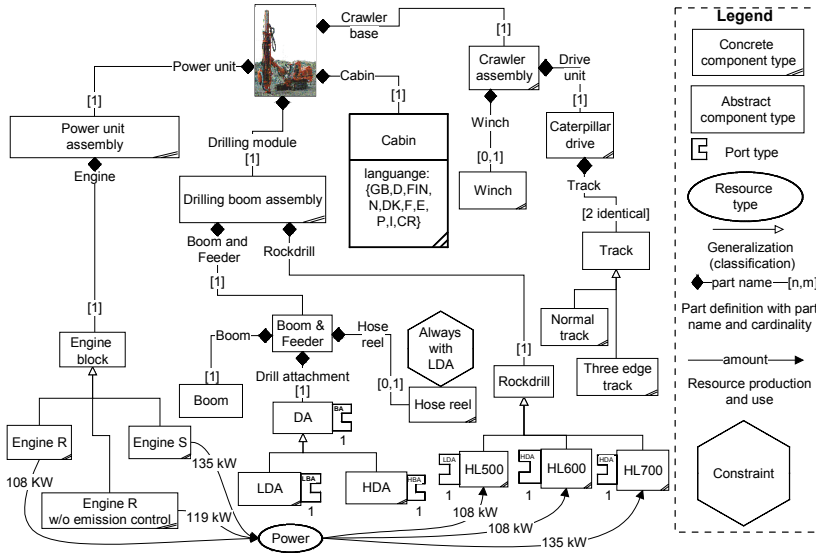 Crawler
base
[1]
Power unit
Cabin
[1]
[1]
Crawler
assembly
Drive
unit
[1]
Winch
[0,1]
Winch
Caterpillar
drive
Track
[2 identical]
Track
Normal
track
Three edge
track
Power unit
assembly
Engine
[1]
Engine
block
Drilling module
[1]
Drilling boom assembly
Cabin
languange:
{GB,D,FIN,
N,DK,F,E,
P,I,CR}
Boom and
Feeder
[1]
Rockdrill
[1]
Boom
[1]
Boom
Boom &
Feeder
Hose
reel
[0,1]
Hose reel
Always
with
LDA
Drill attachment
[1]
DA
BA
1
LDA
LBA
1
HDA
HBA
1
Rockdrill
LDA
HL500
1
HDA
HL600
1
HDA
HL700
1
Engine R
Engine S
Engine R
w/o emission control
108 KW
135 kW
119 kW
Power
108 kW
108 kW
135 kW
Legend
Concrete
component type
Abstract
component type
Port type
Resource
type
Generalization
(classification)
part name
[n,m]
Part definition with part
name and cardinality
amount
Resource production
and use
Constraint